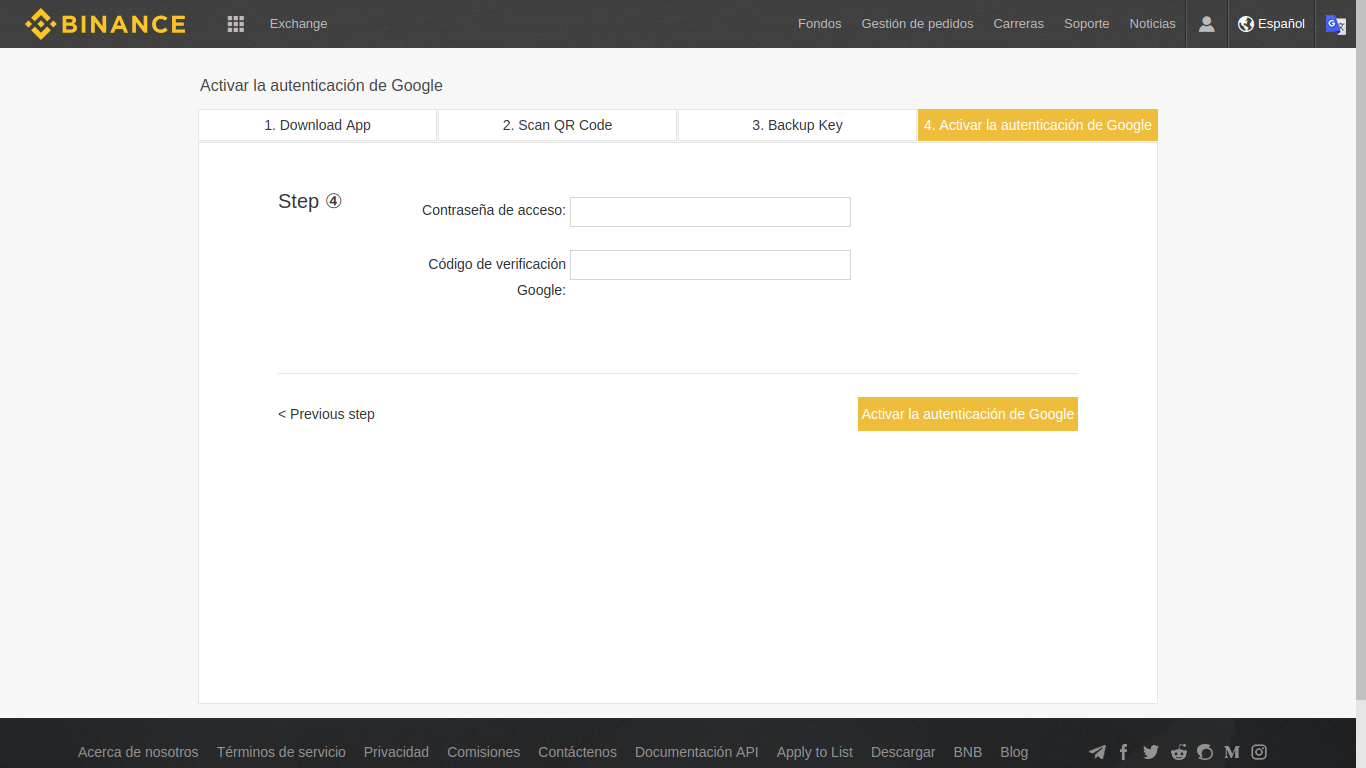 BINANCE Exchange Fondos Gestión de pedidos Carreras Soporte Noticias Español
Activar la autenticación de Google
1. Download App 2. Scan QR Code 3. Backup Key 4. Activar la autenticación de Google
Step ④
Contraseña de acceso:
Código de verificación
Google:
< Previous step Activar la autenticación de Google
Acerca de nosotros Términos de servicio Privacidad Comisiones Contáctenos Documentación API Apply to List Descargar BNB Blog